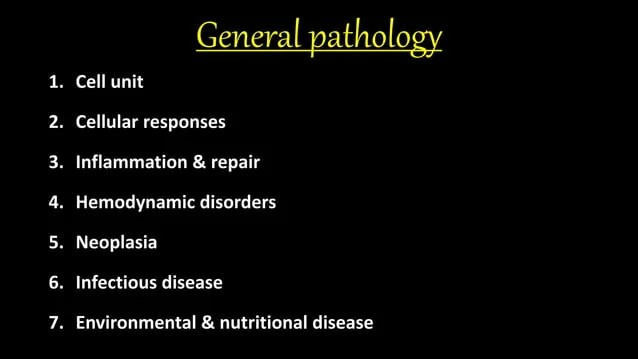 General pathology
1. Cell unit
2. Cellular responses
3. Inflammation & repair
4. Hemodynamic disorders
5. Neoplasia
6. Infectious disease
7. Environmental & nutritional disease